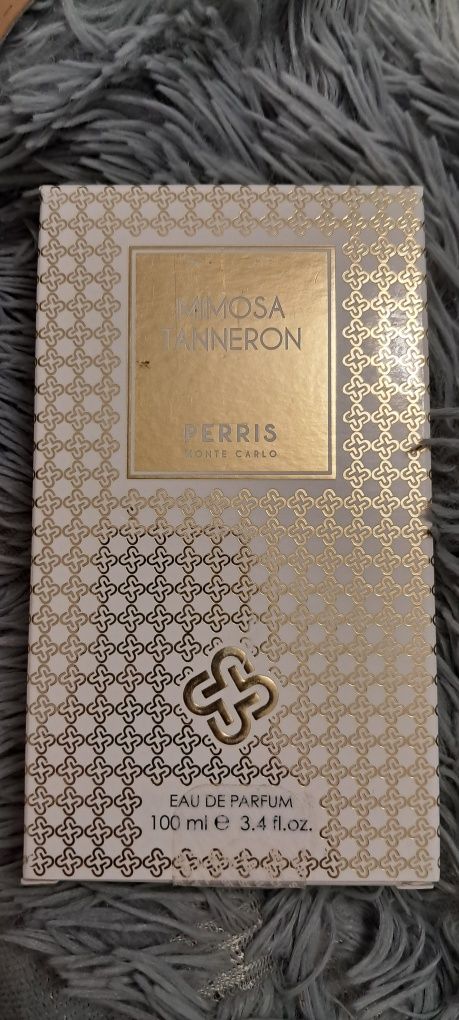 MIMOSA
TANNERON
PERRIS
MONTE CARLO
EAU DE PARFUM
100 ml ℮ 3.4 fl.oz.